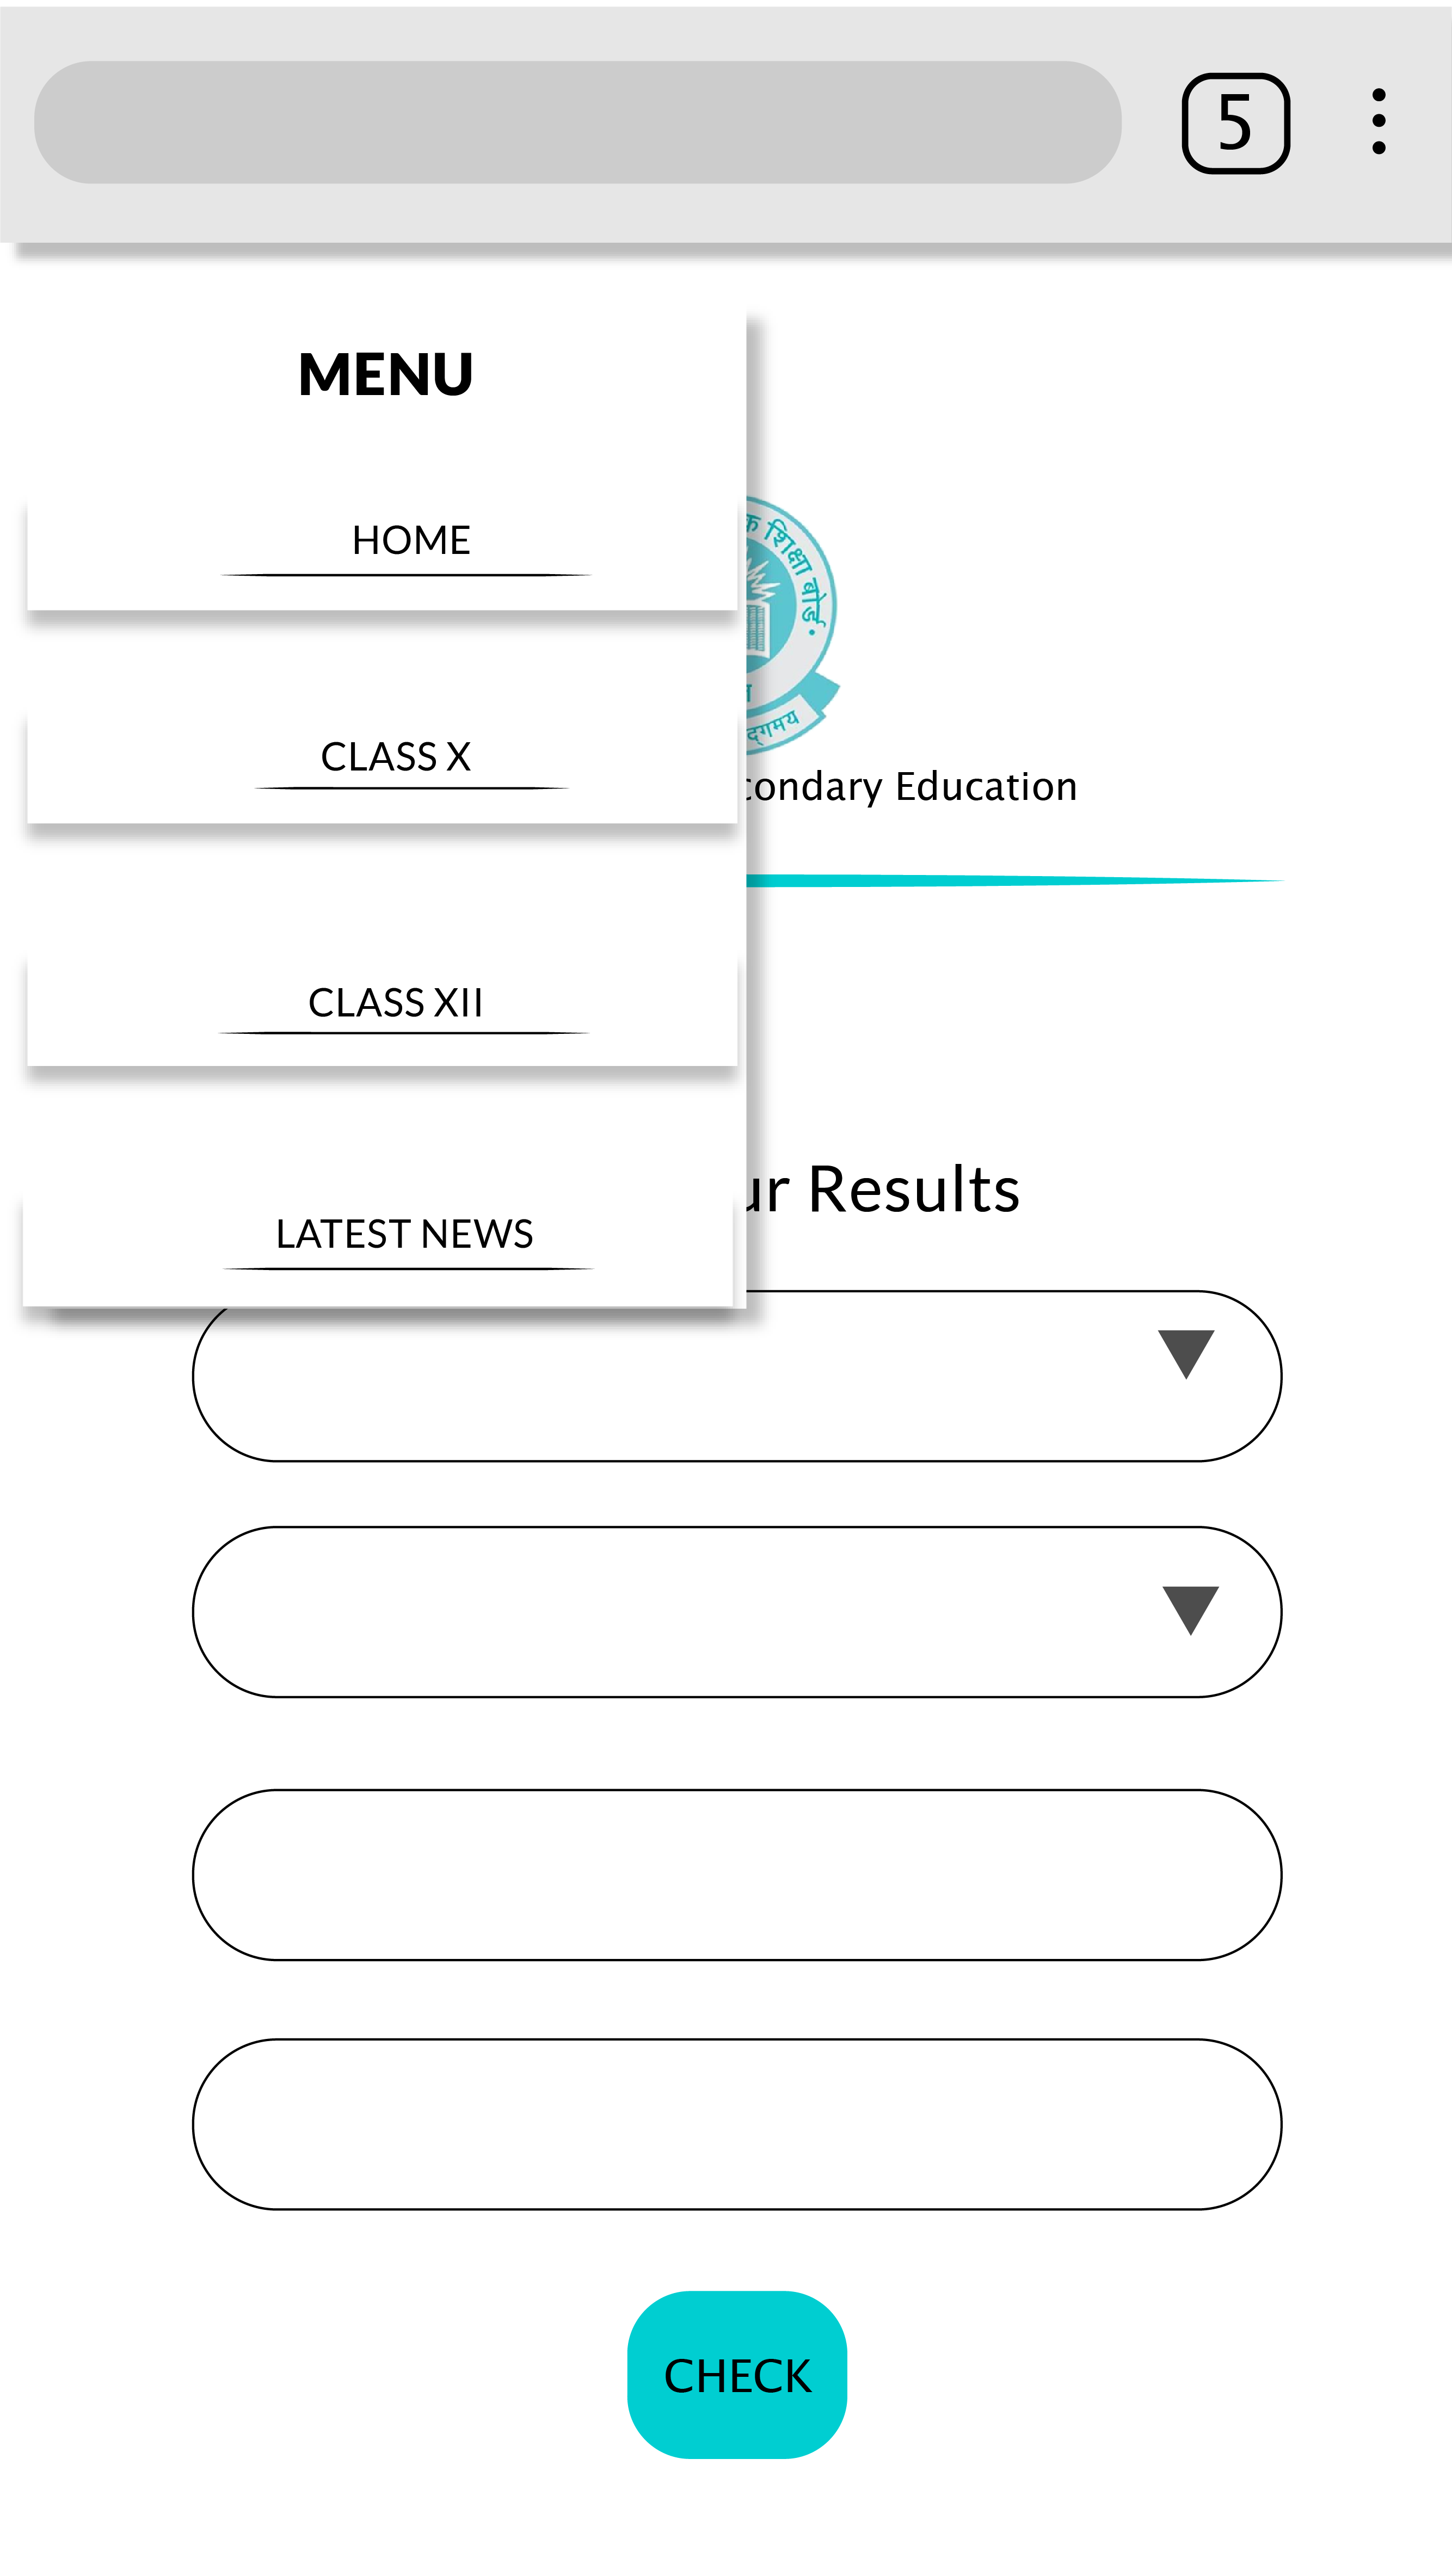 5
MENU
HOME
CLASS X
CLASS XII
LATEST NEWS
शिक्षा बोर्ड
condary Education
ur Results
CHECK